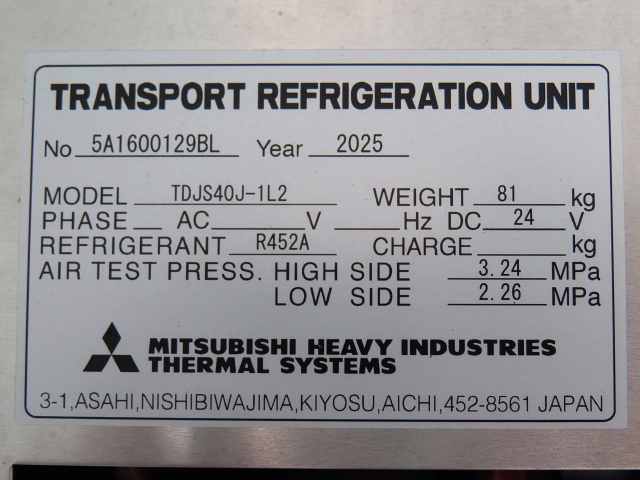 TRANSPORT REFRIGERATION UNIT
No 5A1600129BL Year 2025
MODEL TDJS40J-1L2 WEIGHT 81 kg
PHASE AC V Hz DC 24 V
REFRIGERANT R452A CHARGE kg
AIR TEST PRESS. HIGH SIDE 3.24 MPa
LOW SIDE 2.26 MPa
MITSUBISHI HEAVY INDUSTRIES
THERMAL SYSTEMS
3-1,ASAHI,NISHIBIWAJIMA,KIYOSU,AICHI,452-8561 JAPAN